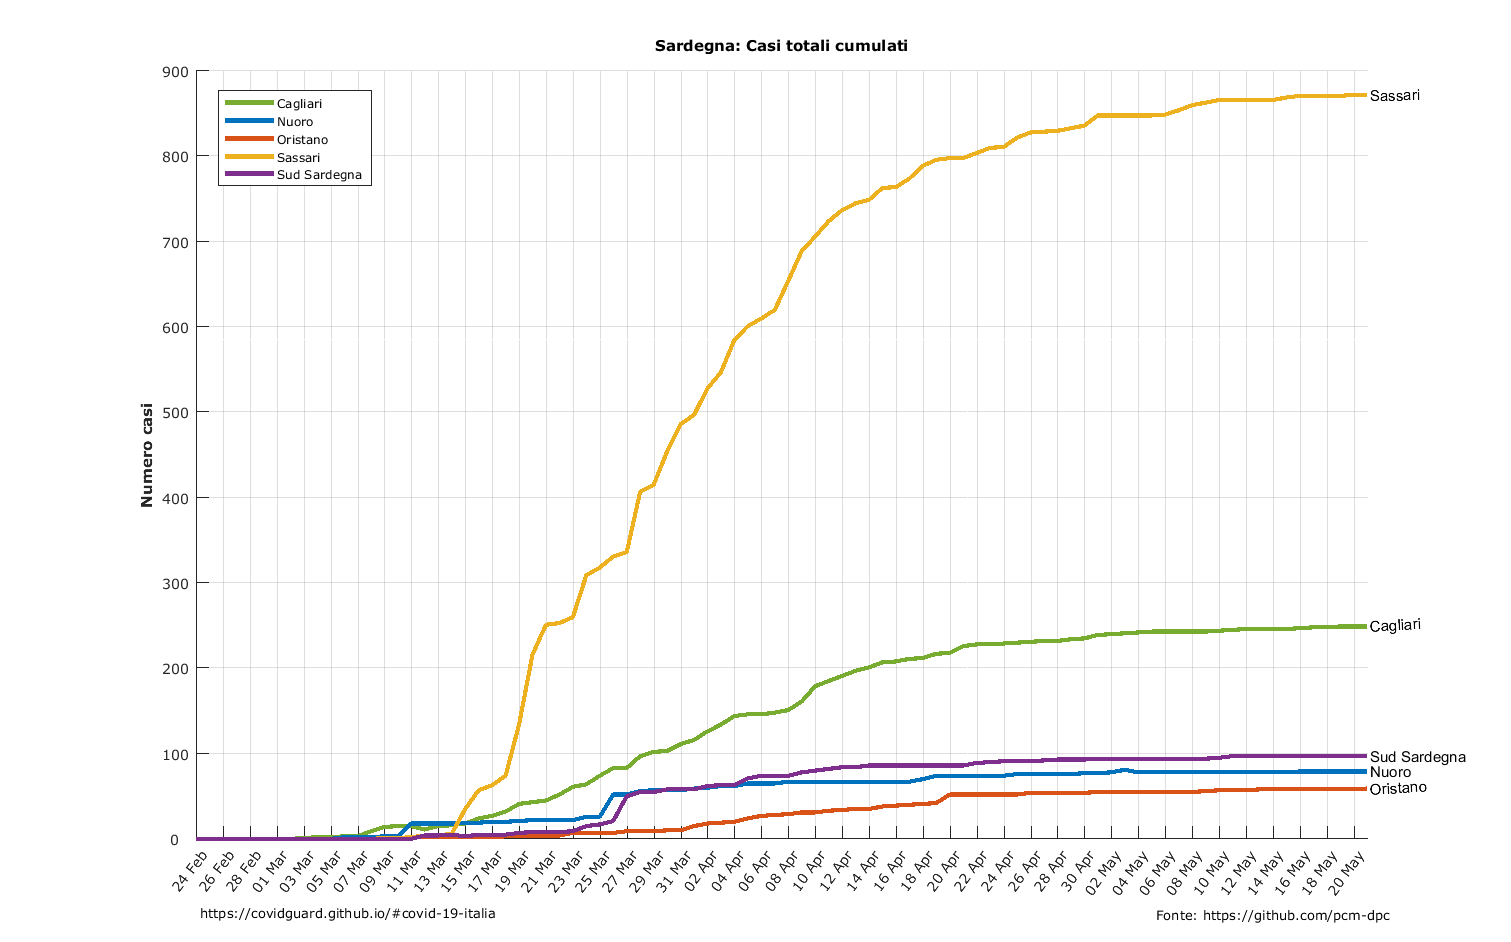 Sardegna: Casi totali cumulati
Numero casi
900
800
700
600
500
400
300
200
100
0
Cagliari
Nuoro
Oristano
Sassari
Sud Sardegna
Sassari
Cagliari
Sud Sardegna
Nuoro
Oristano
24 Feb
26 Feb
28 Feb
01 Mar
03 Mar
05 Mar
07 Mar
09 Mar
11 Mar
13 Mar
15 Mar
17 Mar
19 Mar
21 Mar
23 Mar
25 Mar
27 Mar
29 Mar
31 Mar
02 Apr
04 Apr
06 Apr
08 Apr
10 Apr
12 Apr
14 Apr
16 Apr
18 Apr
20 Apr
22 Apr
24 Apr
26 Apr
28 Apr
30 Apr
02 May
04 May
06 May
08 May
10 May
12 May
14 May
16 May
18 May
20 May
https://covidguard.github.io/#covid-19-italia
Fonte: https://github.com/pcm-dpc